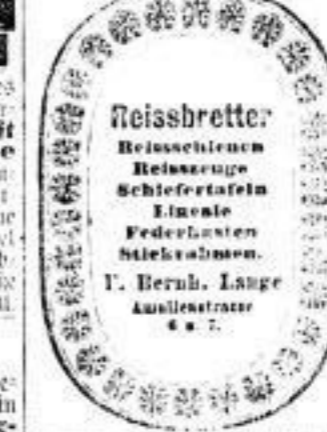 Reissbretter
Reissschienen
Reisszeuge
Schiefertafeln
Lineale
Federkasten
Stickrahmen.
F. Bernh. Lange
Amalienstrasse
6 u. 7.